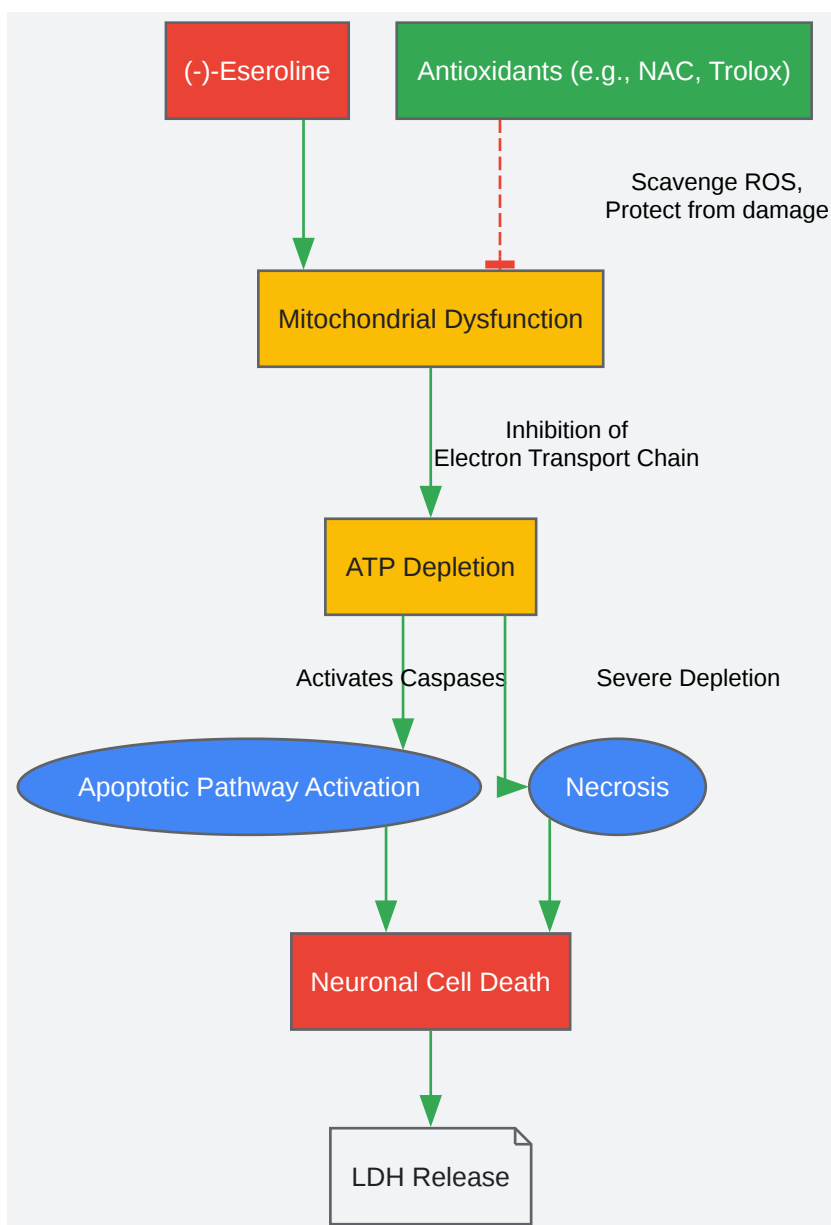 (-)-Eseroline
Antioxidants (e.g., NAC, Trolox)
Scavenge ROS,
Protect from damage
Mitochondrial Dysfunction
Inhibition of
Electron Transport Chain
ATP Depletion
Activates Caspases
Severe Depletion
Apoptotic Pathway Activation
Necrosis
Neuronal Cell Death
LDH Release